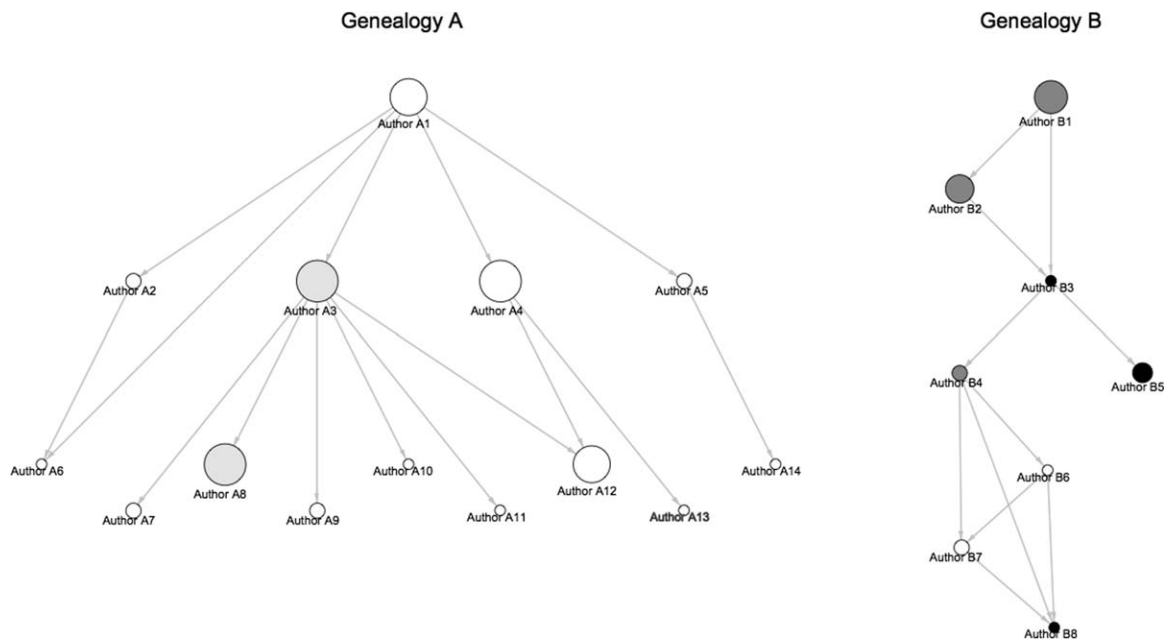 Genealogy A
Genealogy B
Author A1
Author B1
Author B2
Author A2
Author A3
Author A4
Author A5
Author B3
Author B4
Author B5
Author A6
Author A8
Author A10
Author A12
Author A14
Author B6
Author A7
Author A9
Author A11
Author A13
Author B7
Author B8